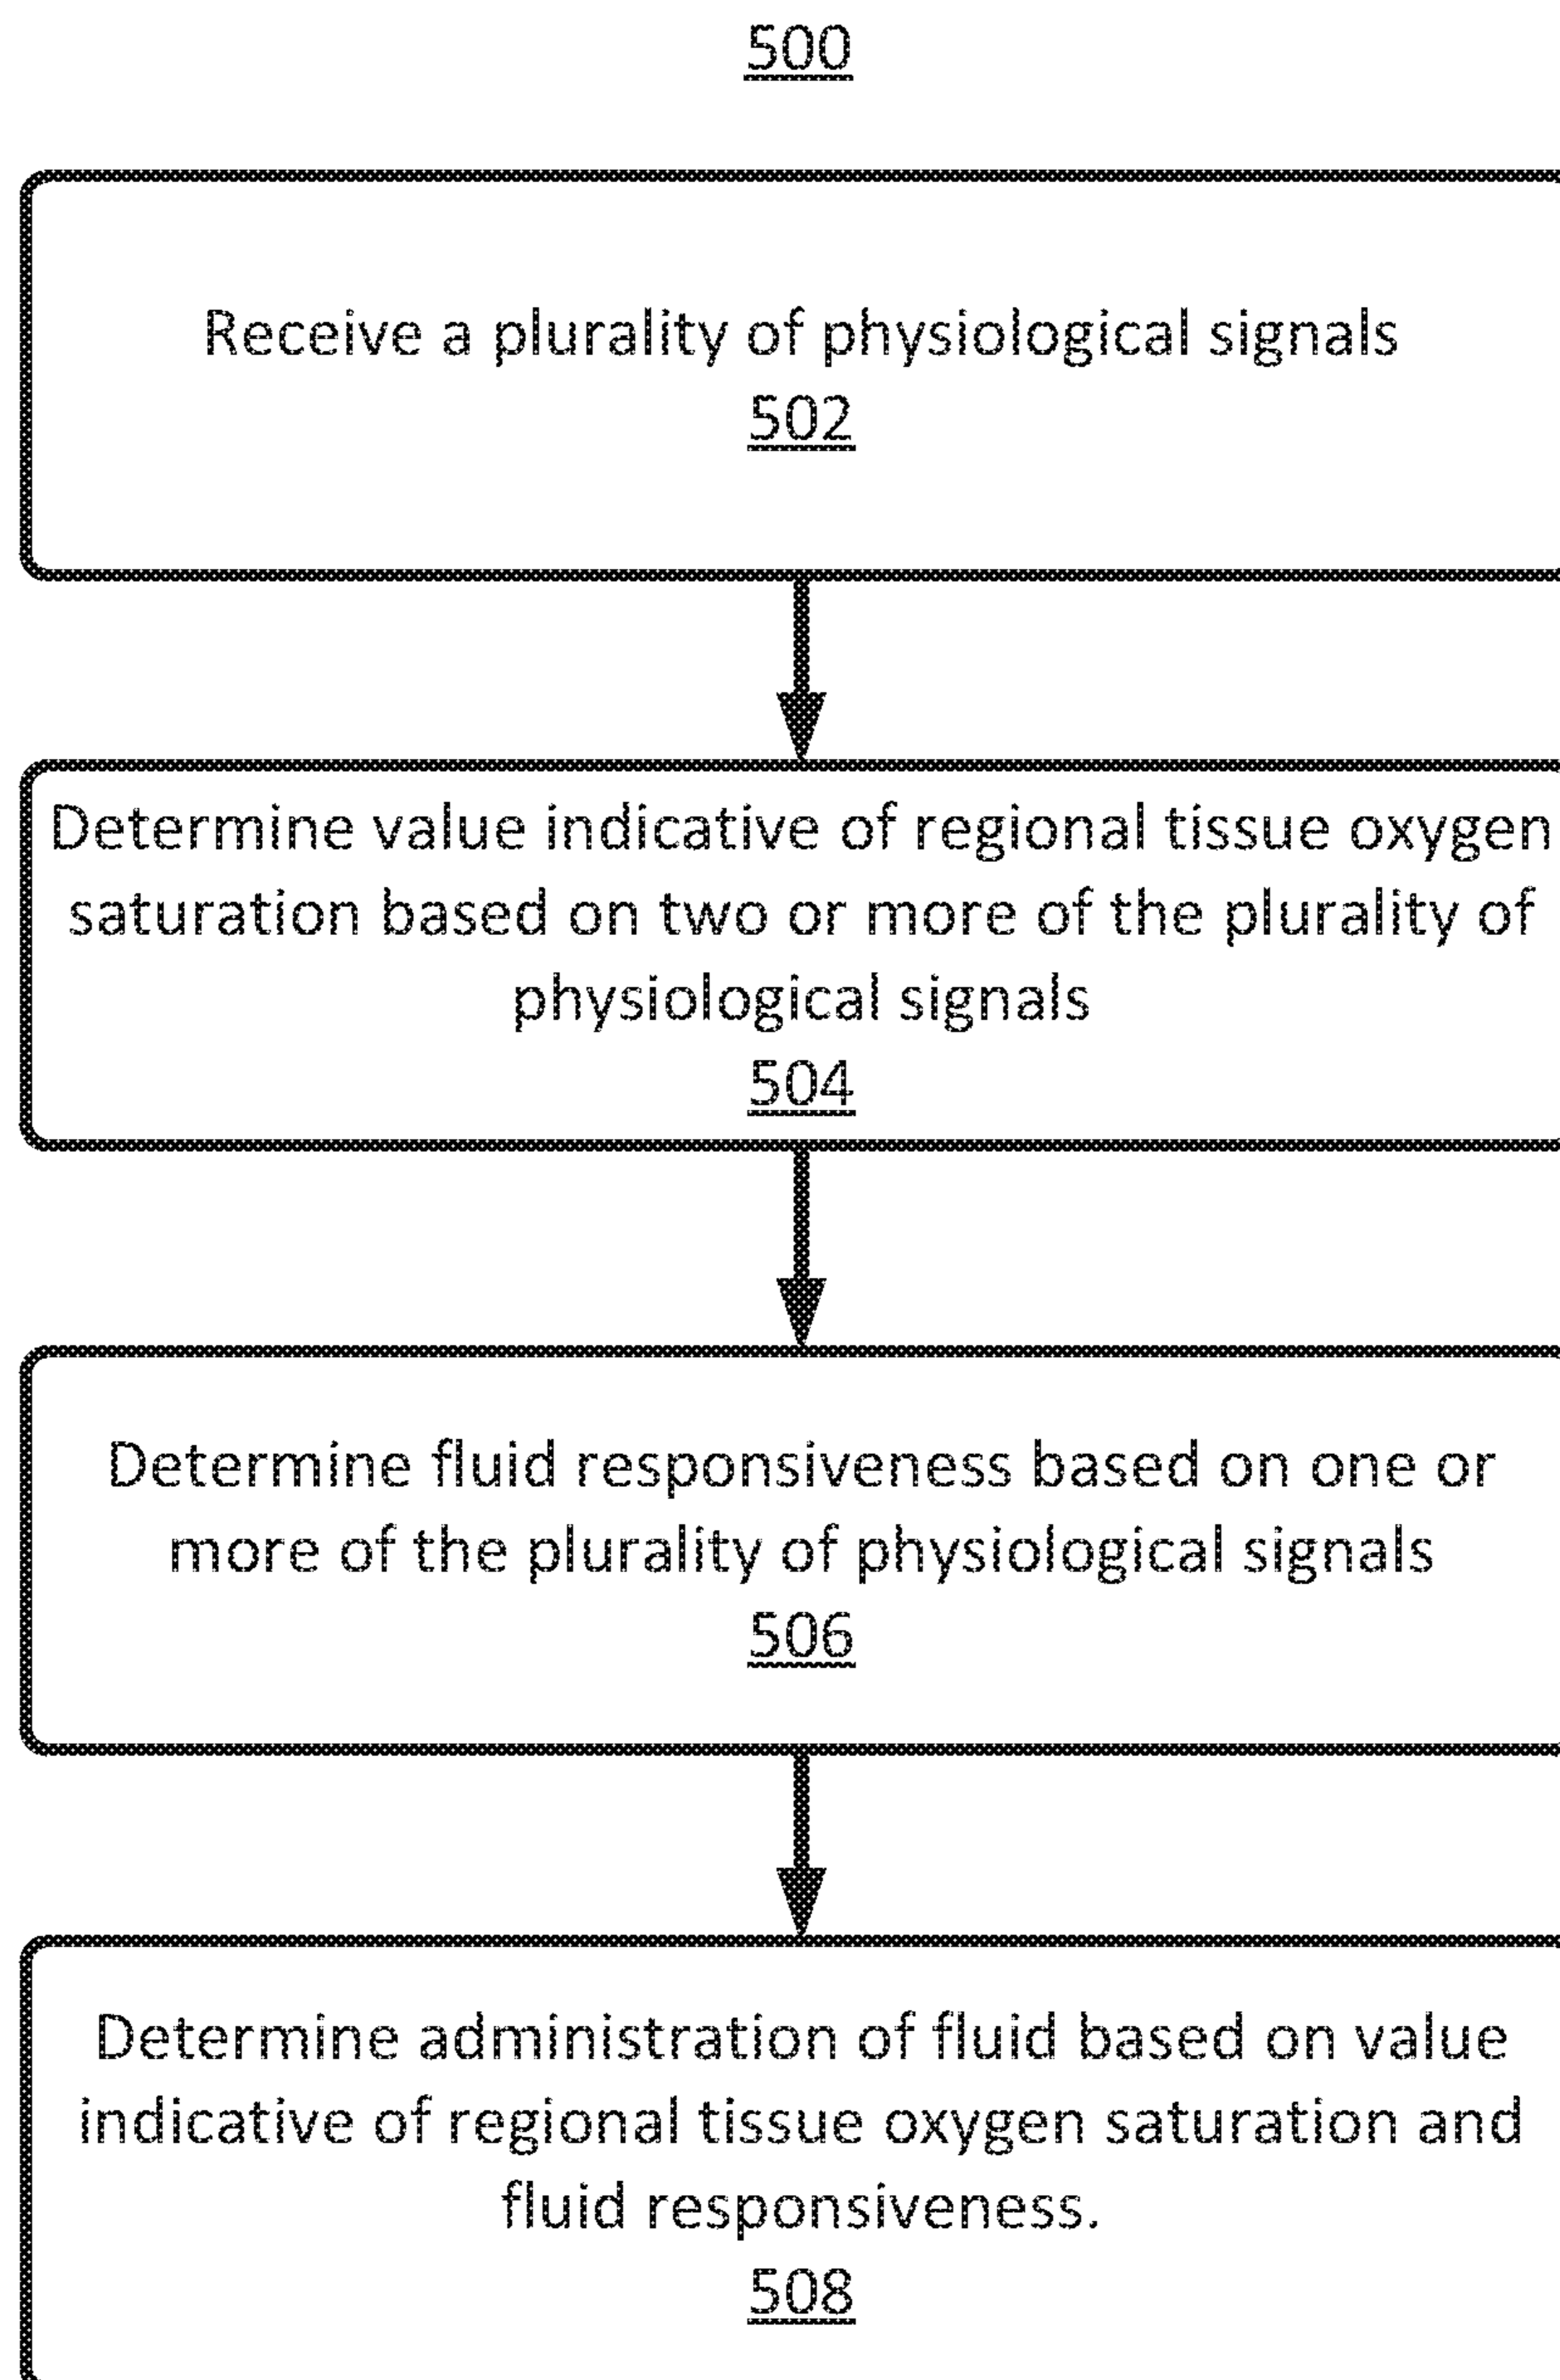 500
Receive a plurality of physiological signals
502
Determine value indicative of regional tissue oxygen
saturation based on two or more of the plurality of
physiological signals
504
Determine fluid responsiveness based on one or
more of the plurality of physiological signals
506
Determine administration of fluid based on value
indicative of regional tissue oxygen saturation and
fluid responsiveness.
508